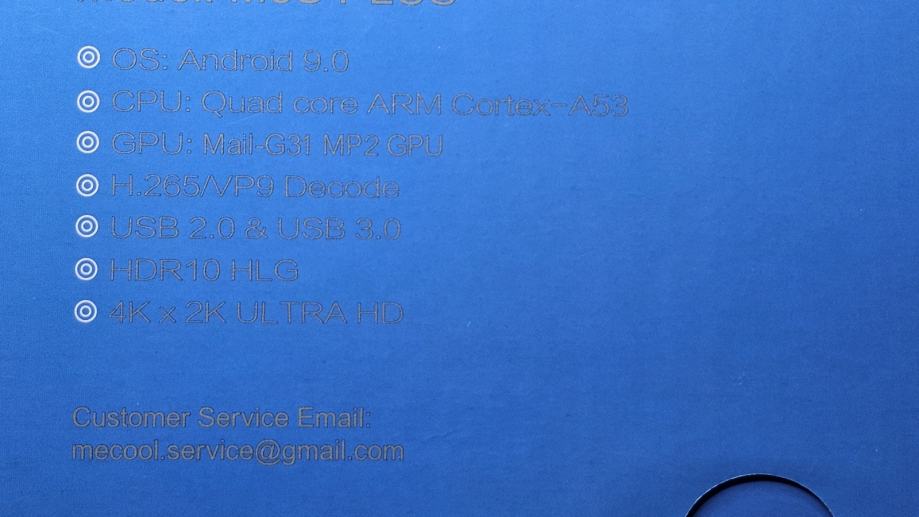 OS: Android 9.0
CPU: Quad core ARM Cortex-A53
GPU: Mail-G31 MP2 GPU
H.265/VP9 Decode
USB 2.0 & USB 3.0
HDR10 HLG
4K x 2K ULTRA HD
Customer Service Email:
mecool.service@gmail.com